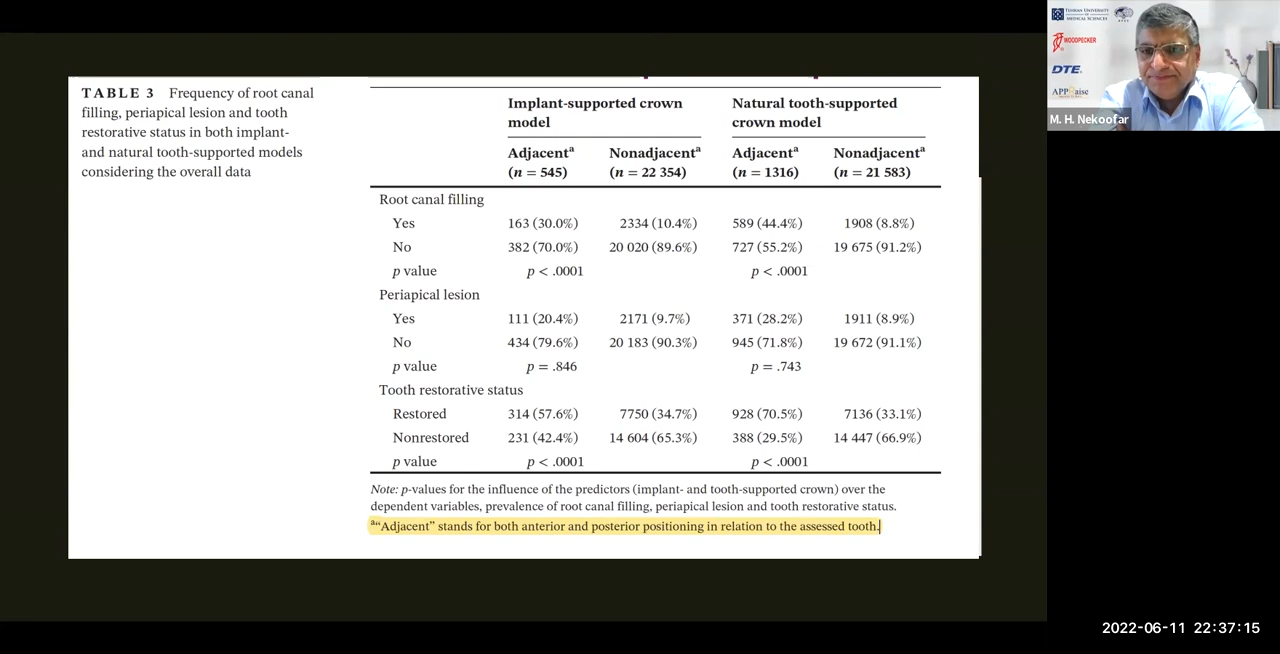 TABLE 3 Frequency of root canal
filling, periapical lesion and tooth
restorative status in both implant-
and natural tooth-supported models
considering the overall data
Implant-supported crown model Natural tooth-supported crown model
Adjacentᵃ (n = 545) Nonadjacentᵃ (n = 22 354) Adjacentᵃ (n = 1316) Nonadjacentᵃ (n = 21 583)
Root canal filling
Yes 163 (30.0%) 2334 (10.4%) 589 (44.4%) 1908 (8.8%)
No 382 (70.0%) 20 020 (89.6%) 727 (55.2%) 19 675 (91.2%)
p value p < .0001 p < .0001
Periapical lesion
Yes 111 (20.4%) 2171 (9.7%) 371 (28.2%) 1911 (8.9%)
No 434 (79.6%) 20 183 (90.3%) 945 (71.8%) 19 672 (91.1%)
p value p = .846 p = .743
Tooth restorative status
Restored 314 (57.6%) 7750 (34.7%) 928 (70.5%) 7136 (33.1%)
Nonrestored 231 (42.4%) 14 604 (65.3%) 388 (29.5%) 14 447 (66.9%)
p value p < .0001 p < .0001
Note: p-values for the influence of the predictors (implant- and tooth-supported crown) over the
dependent variables, prevalence of root canal filling, periapical lesion and tooth restorative status.
ᵃ“Adjacent” stands for both anterior and posterior positioning in relation to the assessed tooth.
TEHRAN UNIVERSITY
OF
MEDICAL SCIENCES
WOODPECKER
DTE
M. H. Nekoofar
2022-06-11 22:37:15